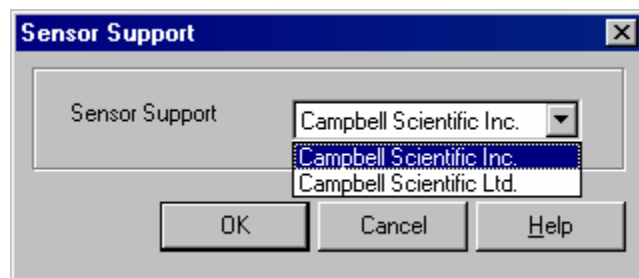 Sensor Support
Sensor Support
Campbell Scientific Inc.
Campbell Scientific Inc.
Campbell Scientific Ltd.
OK Cancel Help